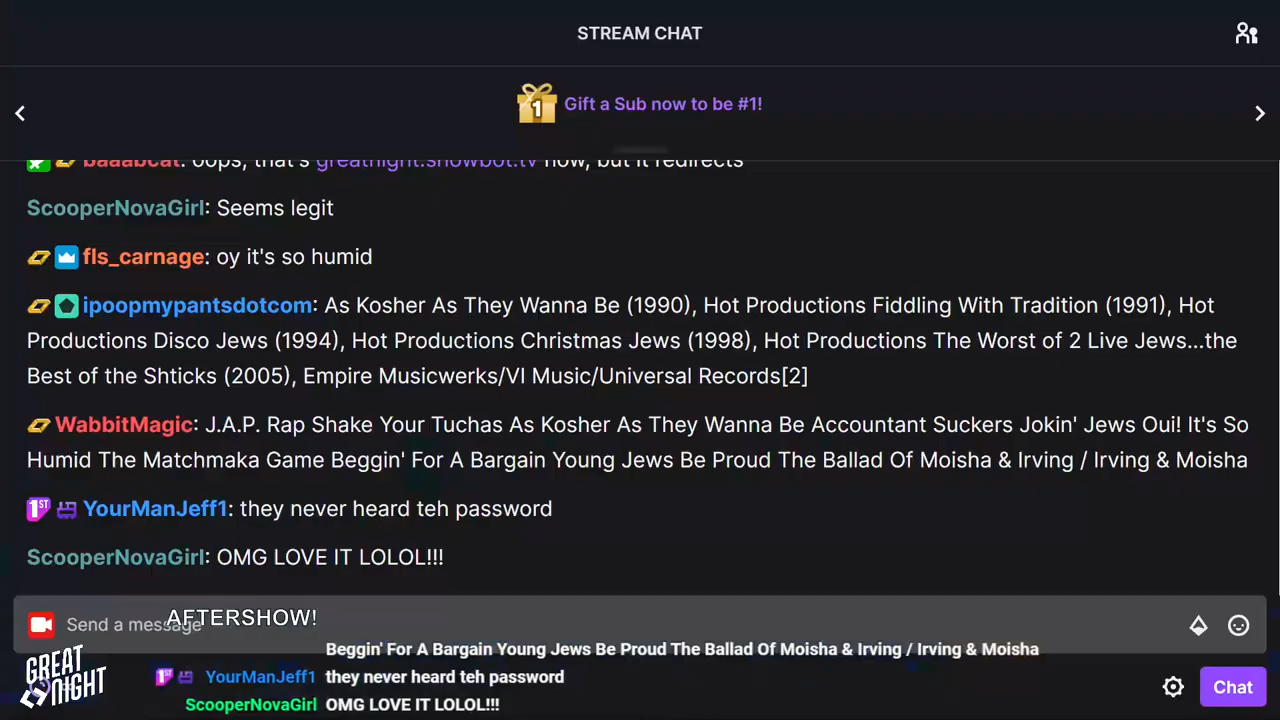 STREAM CHAT
1 Gift a Sub now to be #1!
baaabcat: oops, that's greatnight.showbot.tv now, but it redirects
ScooperNovaGirl: Seems legit
fls_carnage: oy it's so humid
ipoopmypantsdotcom: As Kosher As They Wanna Be (1990), Hot Productions Fiddling With Tradition (1991), Hot
Productions Disco Jews (1994), Hot Productions Christmas Jews (1998), Hot Productions The Worst of 2 Live Jews...the
Best of the Shticks (2005), Empire Musicwerks/VI Music/Universal Records[2]
WabbitMagic: J.A.P. Rap Shake Your Tuchas As Kosher As They Wanna Be Accountant Suckers Jokin' Jews Oui! It's So
Humid The Matchmaka Game Beggin' For A Bargain Young Jews Be Proud The Ballad Of Moisha & Irving / Irving & Moisha
1ST YourManJeff1: they never heard teh password
ScooperNovaGirl: OMG LOVE IT LOLOL!!!
Send a message
AFTERSHOW!
Beggin' For A Bargain Young Jews Be Proud The Ballad Of Moisha & Irving / Irving & Moisha
1ST YourManJeff1 they never heard teh password
ScooperNovaGirl OMG LOVE IT LOLOL!!!
GREAT
NIGHT
Chat